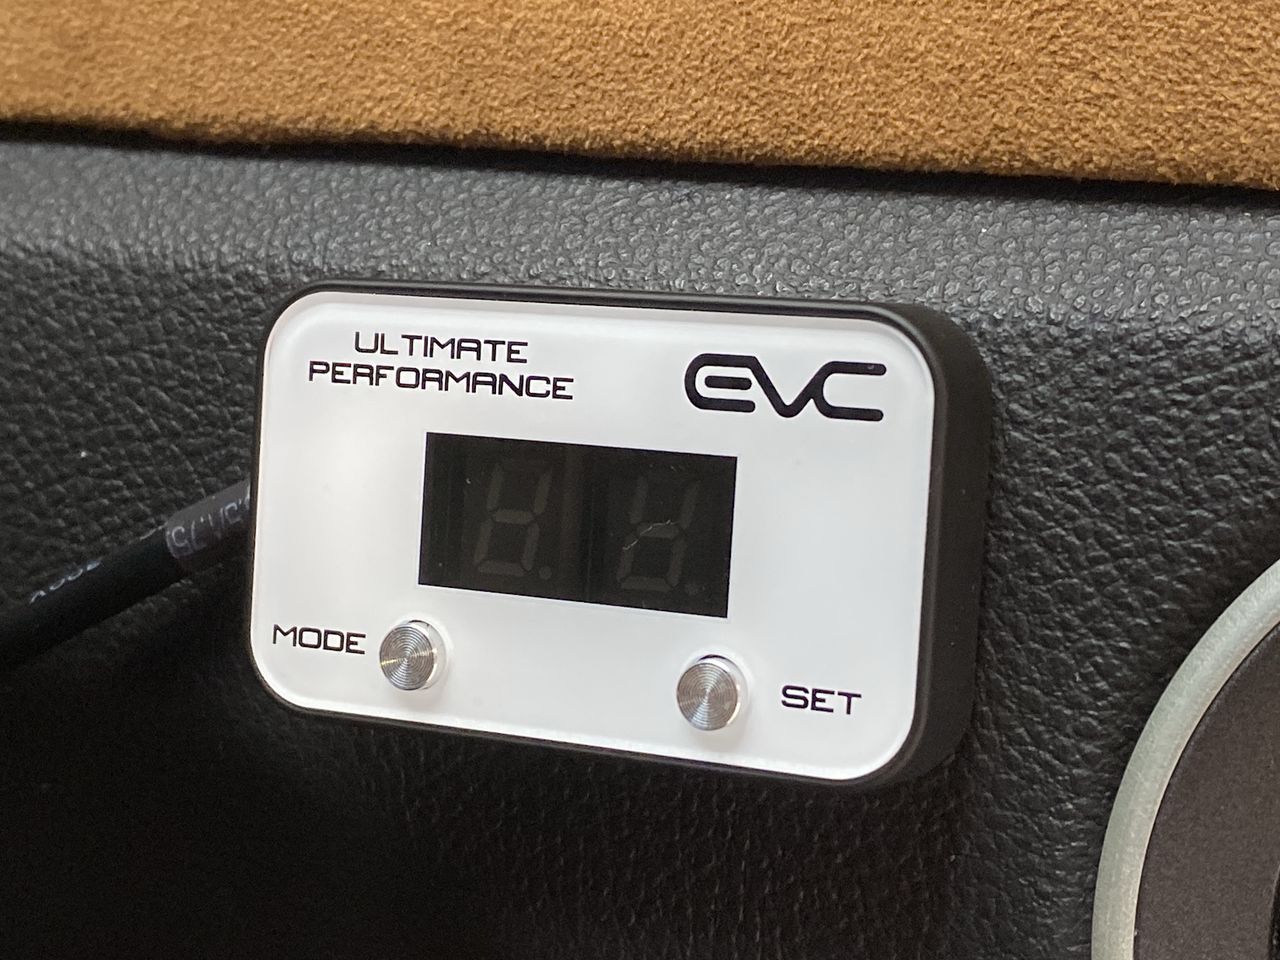 ULTIMATE
PERFORMANCE
EVC
MODE
SET